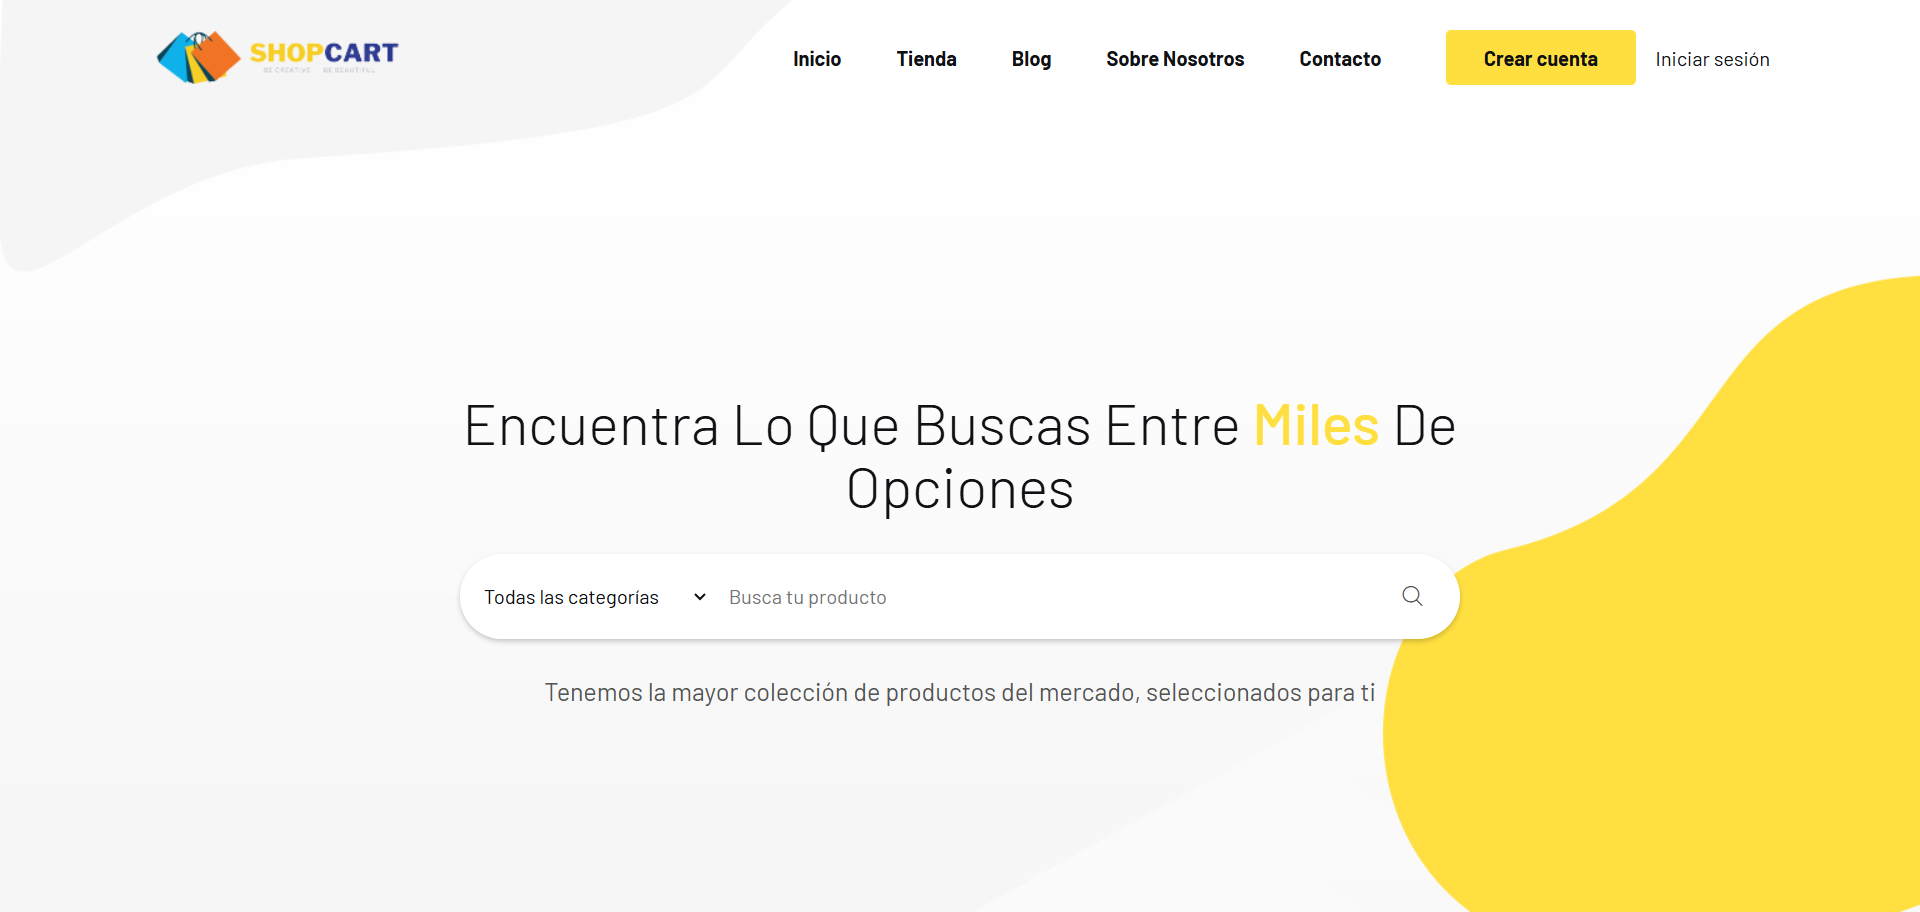 SHOPCART
BE CREATIVE BE BEAUTIFUL
Inicio
Tienda
Blog
Sobre Nosotros
Contacto
Crear cuenta
Iniciar sesión
Encuentra Lo Que Buscas Entre Miles De
Opciones
Todas las categorías
Busca tu producto
Tenemos la mayor colección de productos del mercado, seleccionados para ti